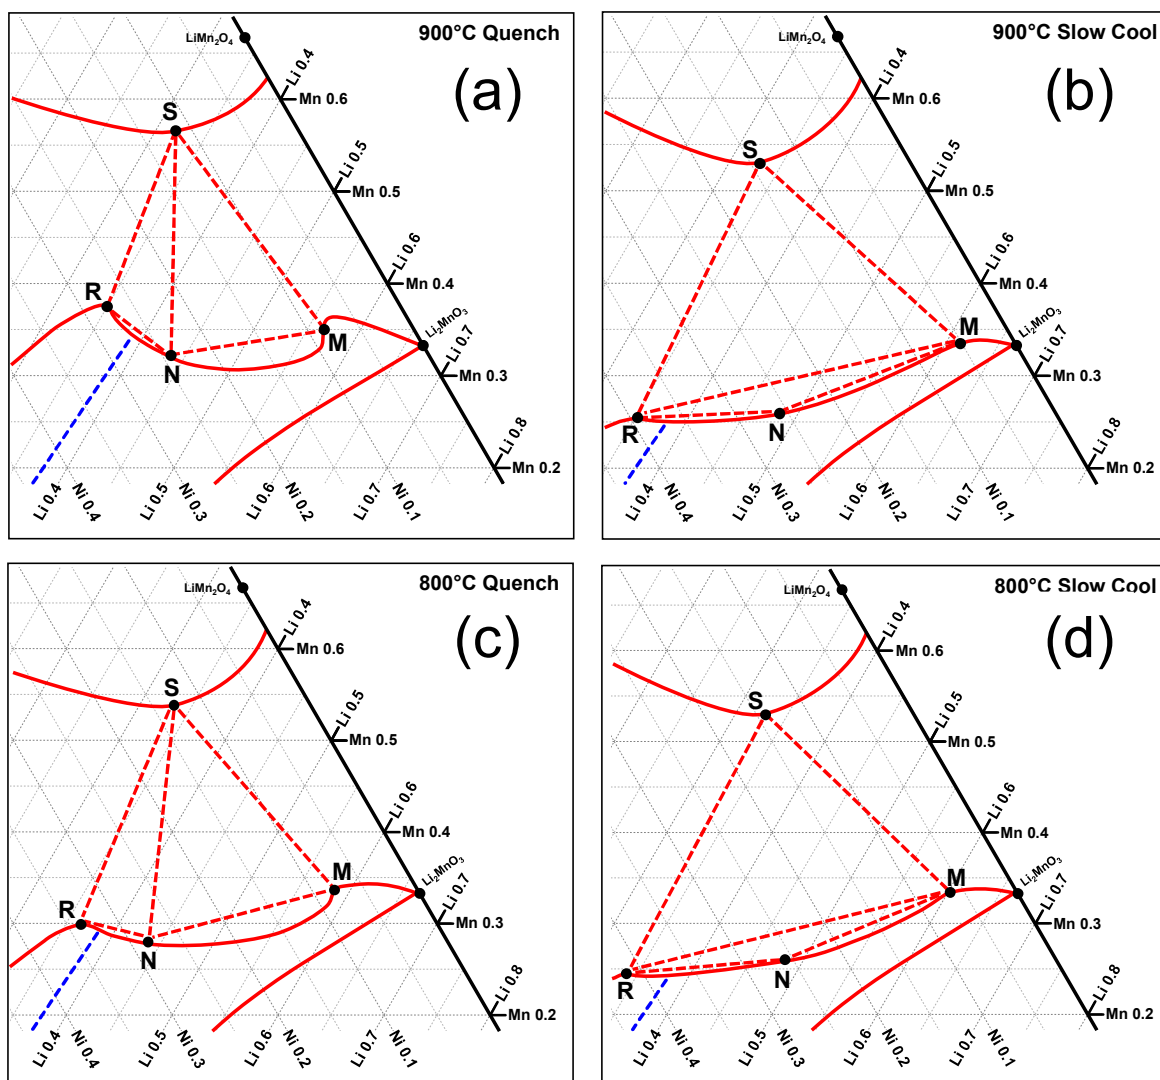 900°C Quench
(a)
LiMn₂O₄
Li 0.4
Mn 0.6
S
Li 0.5
Mn 0.5
Li 0.6
Mn 0.4
R
M
N
Li₂MnO₃
Li 0.7
Mn 0.3
Li 0.8
Mn 0.2
Li 0.4
Ni 0.4
Li 0.5
Ni 0.3
Li 0.6
Ni 0.2
Li 0.7
Ni 0.1
900°C Slow Cool
(b)
LiMn₂O₄
Li 0.4
Mn 0.6
S
Li 0.5
Mn 0.5
Li 0.6
Mn 0.4
M
Li₂MnO₃
Li 0.7
Mn 0.3
R
N
Li 0.8
Mn 0.2
Li 0.4
Ni 0.4
Li 0.5
Ni 0.3
Li 0.6
Ni 0.2
Li 0.7
Ni 0.1
800°C Quench
(c)
LiMn₂O₄
Li 0.4
Mn 0.6
S
Li 0.5
Mn 0.5
Li 0.6
Mn 0.4
M
Li₂MnO₃
Li 0.7
R
Mn 0.3
N
Li 0.8
Mn 0.2
Li 0.4
Ni 0.4
Li 0.5
Ni 0.3
Li 0.6
Ni 0.2
Li 0.7
Ni 0.1
800°C Slow Cool
(d)
LiMn₂O₄
Li 0.4
Mn 0.6
S
Li 0.5
Mn 0.5
Li 0.6
Mn 0.4
M
Li₂MnO₃
Li 0.7
Mn 0.3
N
R
Li 0.8
Mn 0.2
Li 0.4
Ni 0.4
Li 0.5
Ni 0.3
Li 0.6
Ni 0.2
Li 0.7
Ni 0.1